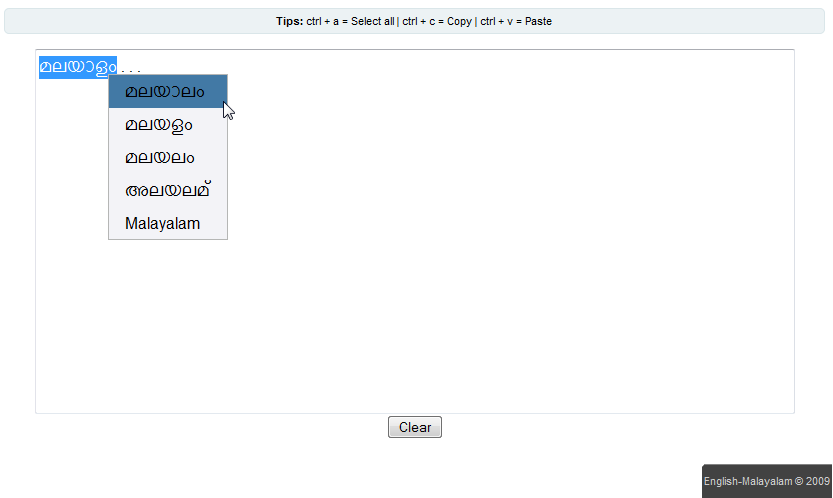 Tips: ctrl + a = Select all | ctrl + c = Copy | ctrl + v = Paste
മലയാളം . . .
മലയാലം
മലയളം
മലയലം
അലയലമ്
Malayalam
Clear
English-Malayalam © 2009